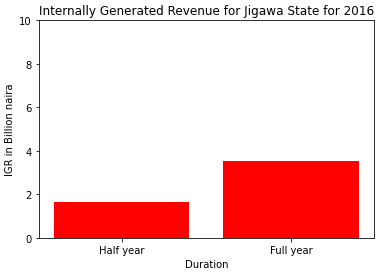 Internally Generated Revenue for Jigawa State for 2016
IGR in Billion naira
10
8
6
4
2
0
Half year
Full year
Duration